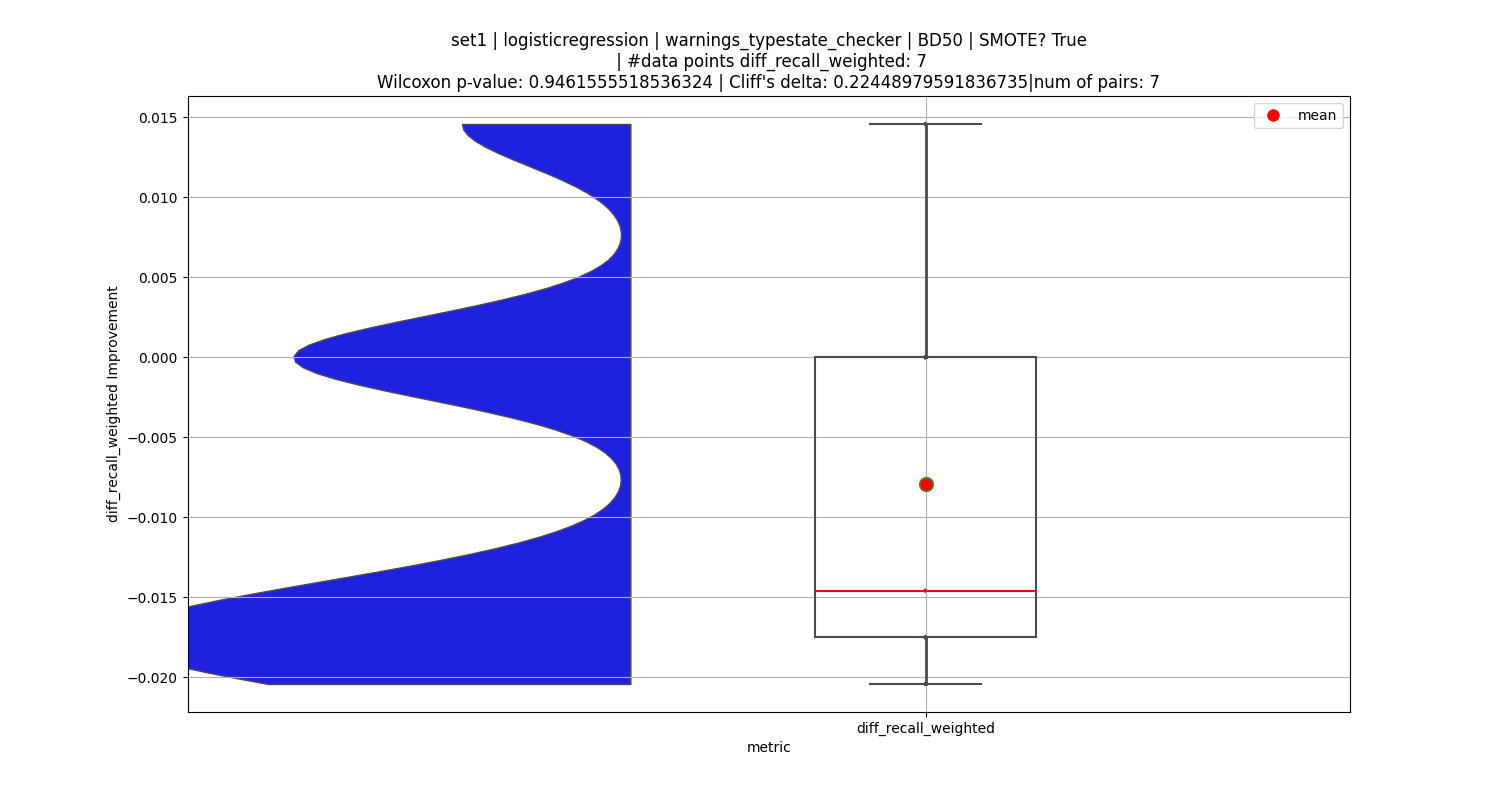 set1 | logisticregression | warnings_typestate_checker | BD50 | SMOTE? True
| #data points diff_recall_weighted: 7
Wilcoxon p-value: 0.9461555518536324 | Cliff's delta: 0.22448979591836735|num of pairs: 7
mean
0.015
0.010
0.005
0.000
−0.005
−0.010
−0.015
−0.020
diff_recall_weighted Improvement
diff_recall_weighted
metric